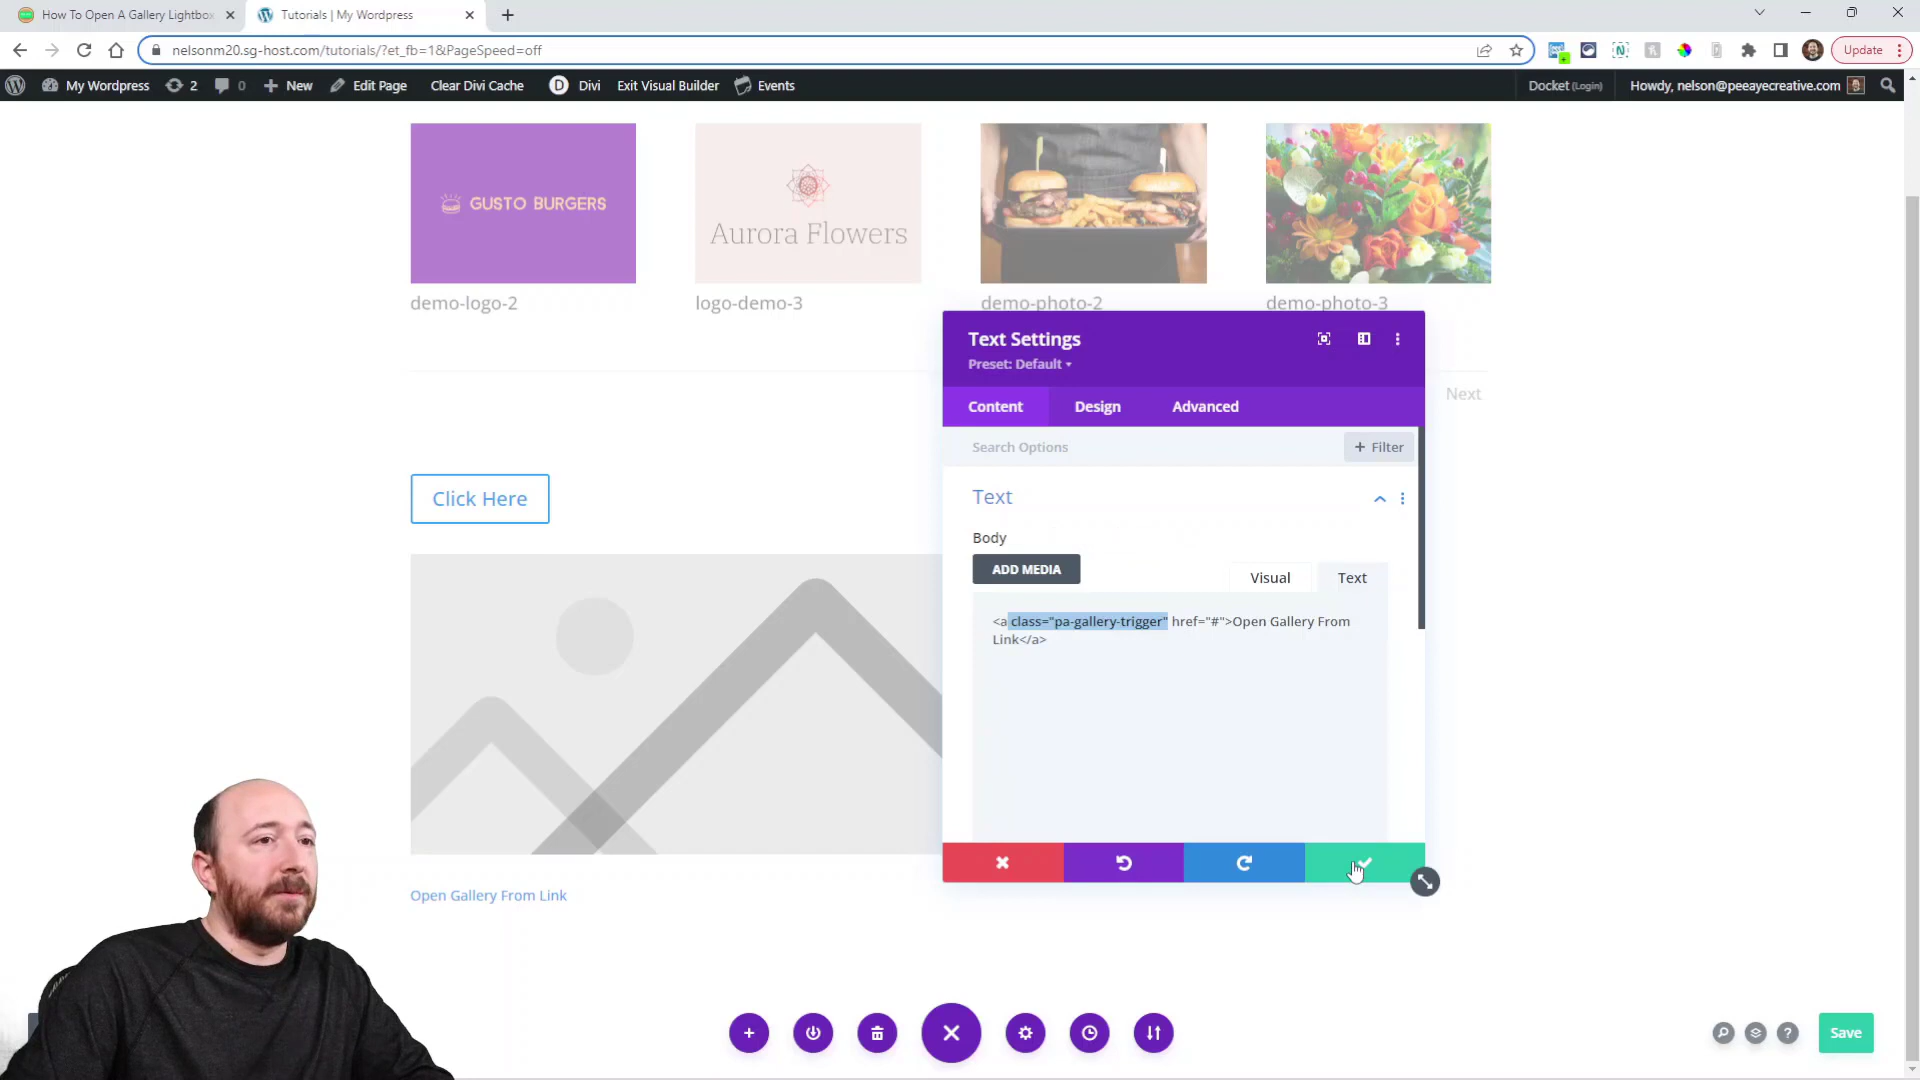 How To Open A Gallery Lightbox
Tutorials | My Wordpress
nelsonm20.sg-host.com/tutorials/?et_fb=1&PageSpeed=off
Update
My Wordpress
2
0
New
Edit Page
Clear Divi Cache
D
Divi
Exit Visual Builder
Events
Docket (Login)
Howdy, nelson@peeayecreative.com
GUSTO BURGERS
Aurora Flowers
demo-logo-2
logo-demo-3
demo-photo-2
demo-photo-3
Next
Text Settings
Preset: Default
Content
Design
Advanced
Search Options
+ Filter
Text
Body
ADD MEDIA
Visual
Text
<a class="pa-gallery-trigger" href="#">Open Gallery From
Link</a>
Click Here
Open Gallery From Link
?
Save